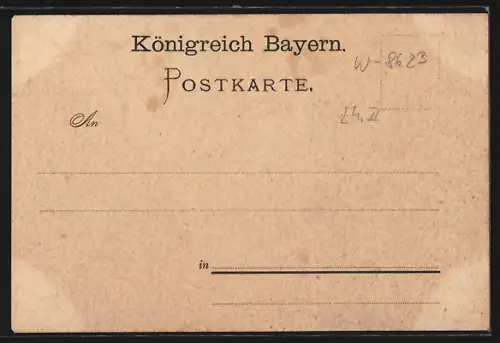 Königreich Bayern.
W-8623
POSTKARTE.
An
in